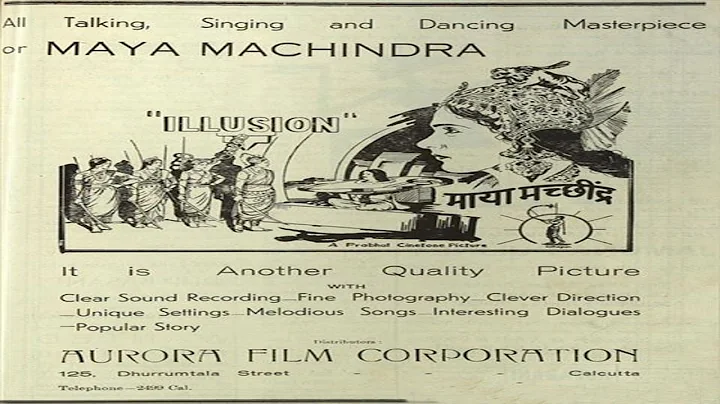 All Talking, Singing and Dancing Masterpiece
or MAYA MACHINDRA
"ILLUSION"
माया मच्छींद्र
A Prabhat Cinetone Picture
It is Another Quality Picture
WITH
Clear Sound Recording—Fine Photography—Clever Direction
—Unique Settings—Melodious Songs—Interesting Dialogues
—Popular Story
Distributors:
AURORA FILM CORPORATION
125, Dhurrumtala Street - - - Calcutta
Telephone—2499 Cal.